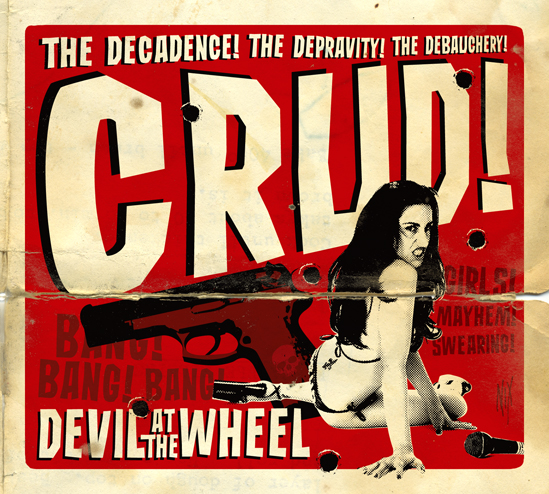 THE DECADENCE! THE DEPRAVITY! THE DEBAUCHERY!
CRUD!
GIRLS!
MAYHEM!
SWEARING!
BANG!
BANG! BANG!
DEVIL AT THE WHEEL